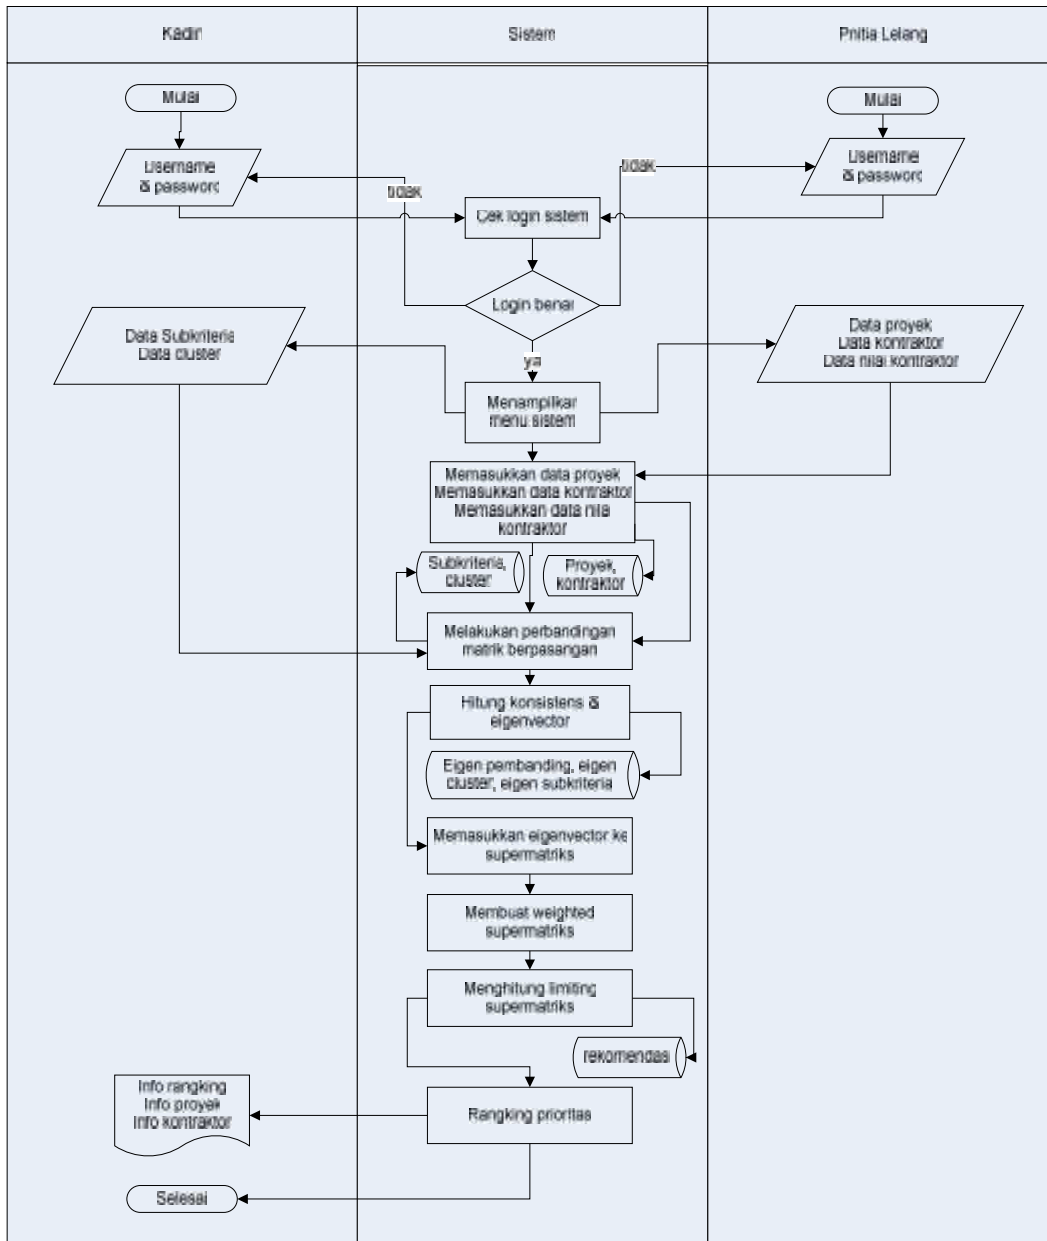 Kadin
Sistem
Pnitia Lelang
Mulai
Mulai
Username
& password
tidak
tidak
Username
& password
Cek login sistem
Login benar
Data Subkriteria
Data cluster
Data proyek
Data kontraktor
Data nilai kontraktor
ya
Menampilkan
menu sistem
Memasukkan data proyek
Memasukkan data kontraktor
Memasukkan data nilai
kontraktor
Subkriteria,
cluster
Proyek,
kontraktor
Melakukan perbandingan
matrik berpasangan
Hitung konsistensi &
eigenvector
Eigen pembanding, eigen
cluster, eigen subkriteria
Memasukkan eigenvector ke
supermatriks
Membuat weighted
supermatriks
Menghitung limiting
supermatriks
rekomendasi
Info rangking
Info proyek
Info kontraktor
Rangking prioritas
Selesai